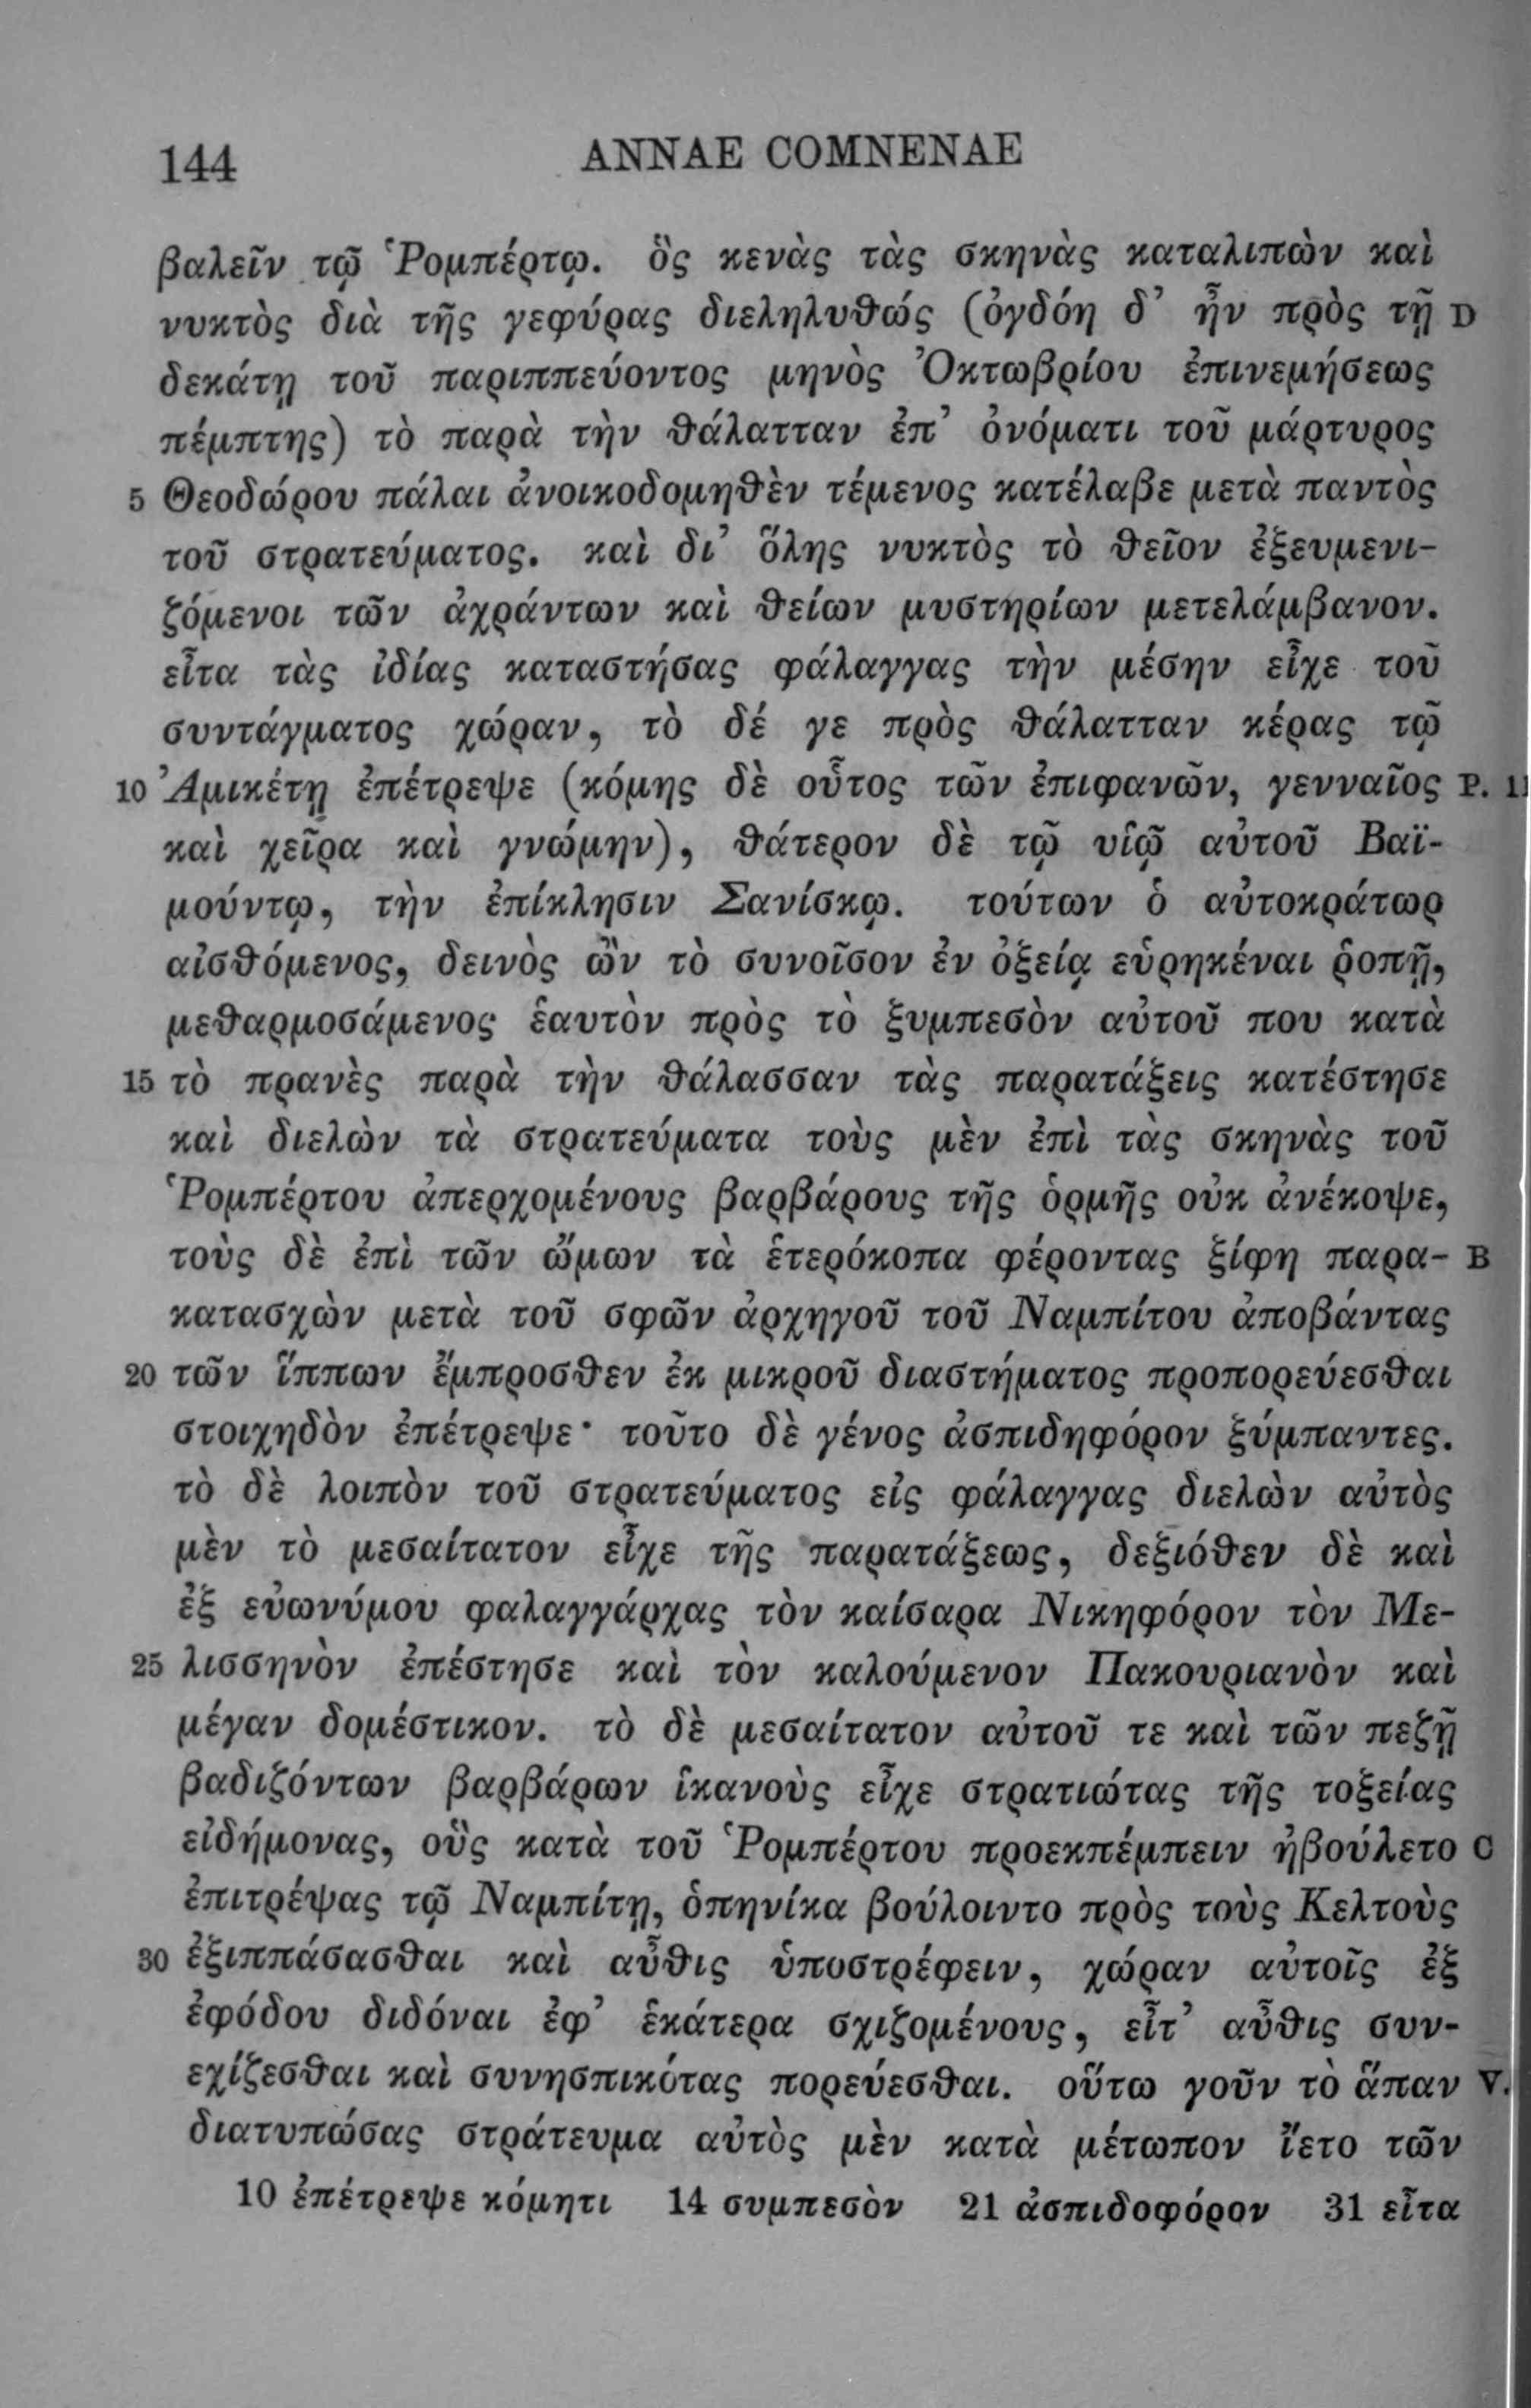 144 ANNAE COMNENAE
βαλεῖν τῷ Ῥομπέρτῳ. ὃς κενὰς τὰς σκηνὰς καταλιπὼν καὶ
νυκτὸς διὰ τῆς γεφύρας διεληλυθώς (ὀγδόη δ’ ἦν πρὸς τῇ D
δεκάτῃ τοῦ παριππεύοντος μηνὸς Ὀκτωβρίου ἐπινεμήσεως
πέμπτης) τὸ παρὰ τὴν θάλατταν ἐπ’ ὀνόματι τοῦ μάρτυρος
5 Θεοδώρου πάλαι ἀνοικοδομηθὲν τέμενος κατέλαβε μετὰ παντὸς
τοῦ στρατεύματος. καὶ δι’ ὅλης νυκτὸς τὸ θεῖον ἐξευμενι-
ζόμενοι τῶν ἀχράντων καὶ θείων μυστηρίων μετελάμβανον.
εἶτα τὰς ἰδίας καταστήσας φάλαγγας τὴν μέσην εἶχε τοῦ
συντάγματος χώραν, τὸ δέ γε πρὸς θάλατταν κέρας τῷ
10 Ἀμικέτῃ ἐπέτρεψε (κόμης δὲ οὗτος τῶν ἐπιφανῶν, γενναῖος P.
καὶ χεῖρα καὶ γνώμην), θάτερον δὲ τῷ υἱῷ αὐτοῦ Βαϊ-
μούντῳ, τὴν ἐπίκλησιν Σανίσκῳ. τούτων ὁ αὐτοκράτωρ
αἰσθόμενος, δεινὸς ὢν τὸ συνοῖσον ἐν ὀξείᾳ εὑρηκέναι ῥοπῇ,
μεθαρμοσάμενος ἑαυτὸν πρὸς τὸ ξυμπεσὸν αὐτοῦ που κατὰ
15 τὸ πρανὲς παρὰ τὴν θάλασσαν τὰς παρατάξεις κατέστησε
καὶ διελὼν τὰ στρατεύματα τοὺς μὲν ἐπὶ τὰς σκηνὰς τοῦ
Ῥομπέρτου ἀπερχομένους βαρβάρους τῆς ὁρμῆς οὐκ ἀνέκοψε,
τοὺς δὲ ἐπὶ τῶν ὤμων τὰ ἑτερόκοπα φέροντας ξίφη παρα- B
κατασχὼν μετὰ τοῦ σφῶν ἀρχηγοῦ τοῦ Ναμπίτου ἀποβάντας
20 τῶν ἵππων ἔμπροσθεν ἐκ μικροῦ διαστήματος προπορεύεσθαι
στοιχηδὸν ἐπέτρεψε· τοῦτο δὲ γένος ἀσπιδηφόρον ξύμπαντες.
τὸ δὲ λοιπὸν τοῦ στρατεύματος εἰς φάλαγγας διελὼν αὐτὸς
μὲν τὸ μεσαίτατον εἶχε τῆς παρατάξεως, δεξιόθεν δὲ καὶ
ἐξ εὐωνύμου φαλαγγάρχας τὸν καίσαρα Νικηφόρον τὸν Με-
25 λισσηνὸν ἐπέστησε καὶ τὸν καλούμενον Πακουριανὸν καὶ
μέγαν δομέστικον. τὸ δὲ μεσαίτατον αὐτοῦ τε καὶ τῶν πεζῇ
βαδιζόντων βαρβάρων ἱκανοὺς εἶχε στρατιώτας τῆς τοξείας
εἰδήμονας, οὓς κατὰ τοῦ Ῥομπέρτου προεκπέμπειν ἠβούλετο C
ἐπιτρέψας τῷ Ναμπίτῃ, ὁπηνίκα βούλοιντο πρὸς τοὺς Κελτοὺς
30 ἐξιππάσασθαι καὶ αὖθις ὑποστρέφειν, χώραν αὐτοῖς ἐξ
ἐφόδου διδόναι ἐφ’ ἑκάτερα σχιζομένους, εἶτ’ αὖθις συν-
εχίζεσθαι καὶ συνησπικότας πορεύεσθαι. οὕτω γοῦν τὸ ἅπαν V.
διατυπώσας στράτευμα αὐτὸς μὲν κατὰ μέτωπον ἵετο τῶν
10 ἐπέτρεψε κόμητι 14 συμπεσὸν 21 ἀσπιδοφόρον 31 εἶτα